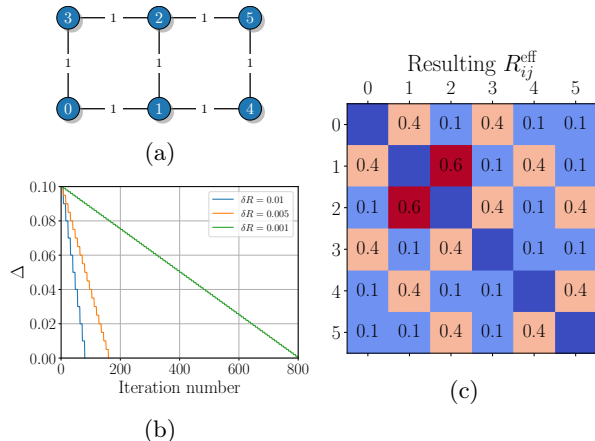 3 1 2 1 5
1 1 1
0 1 1 1 4
(a)
Δ
0.10
0.08
0.06
0.04
0.02
0.00
δR = 0.01
δR = 0.005
δR = 0.001
0 200 400 600 800
Iteration number
(b)
Resulting R_{ij}^{eff}
0 1 2 3 4 5
0 0.4 0.1 0.4 0.1 0.1
1 0.4 0.6 0.1 0.4 0.1
2 0.1 0.6 0.4 0.1 0.4
3 0.4 0.1 0.4 0.1 0.1
4 0.1 0.4 0.1 0.1 0.4
5 0.1 0.1 0.4 0.1 0.4
(c)